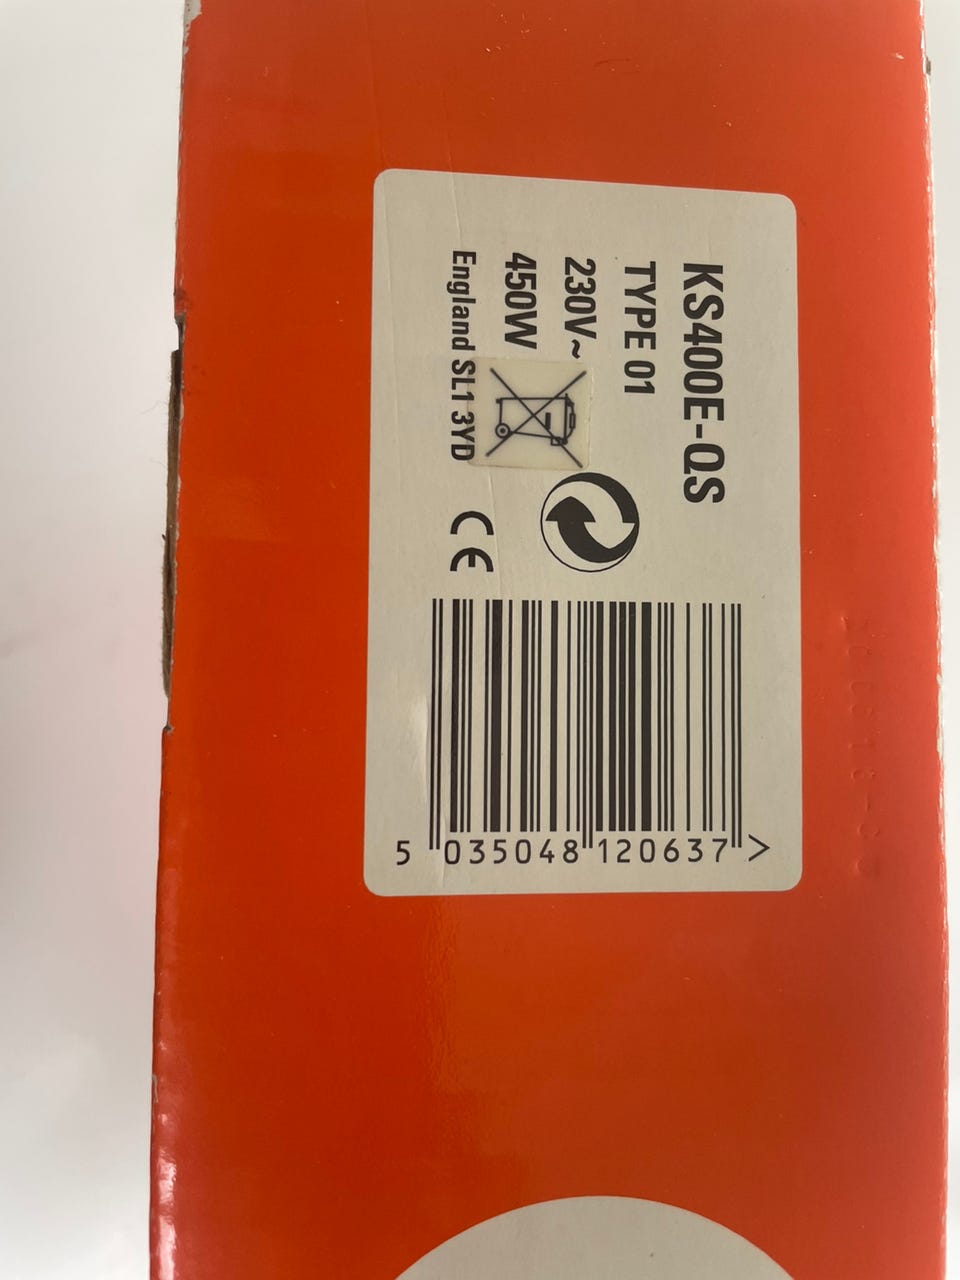 KS400E-QS
TYPE 01
230V~
450W
England SL1 3YD
CE
5 035048 120637 >